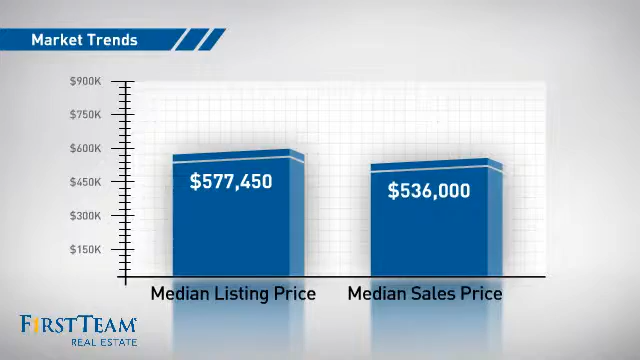 Market Trends
$900K
$750K
$600K
$450K
$300K
$150K
$577,450
$536,000
Median Listing Price
Median Sales Price
FIRSTTEAM®
REAL ESTATE